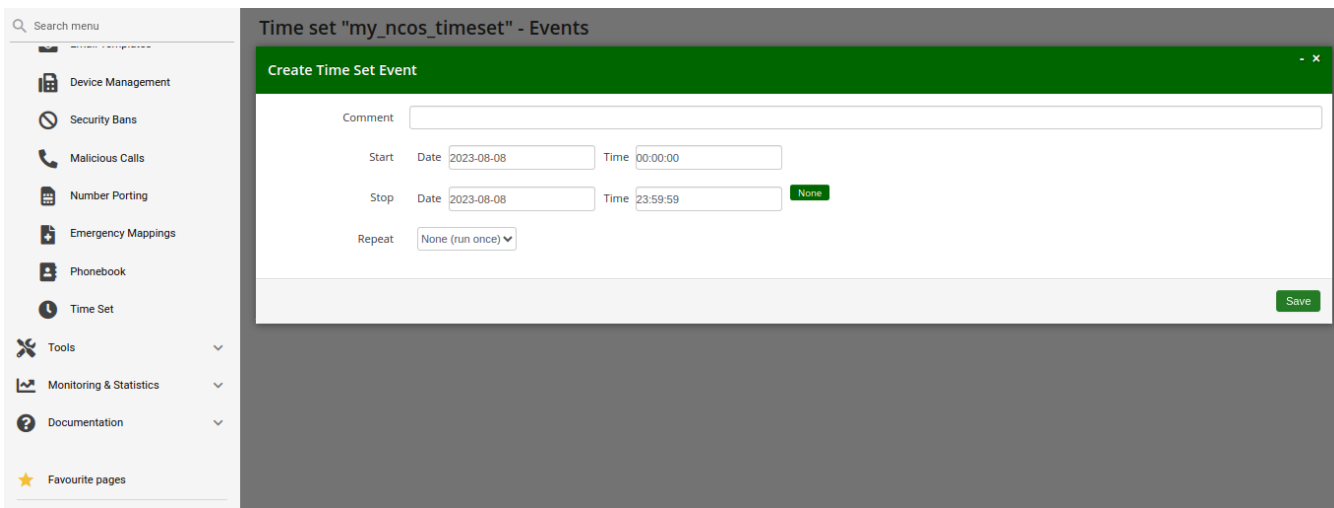 Search menu
Email Templates
Device Management
Security Bans
Malicious Calls
Number Porting
Emergency Mappings
Phonebook
Time Set
Tools
Monitoring & Statistics
Documentation
Favourite pages
Time set "my_ncos_timeset" - Events
Create Time Set Event
- ×
Comment
Start Date 2023-08-08 Time 00:00:00
Stop Date 2023-08-08 Time 23:59:59 None
Repeat None (run once)
Save